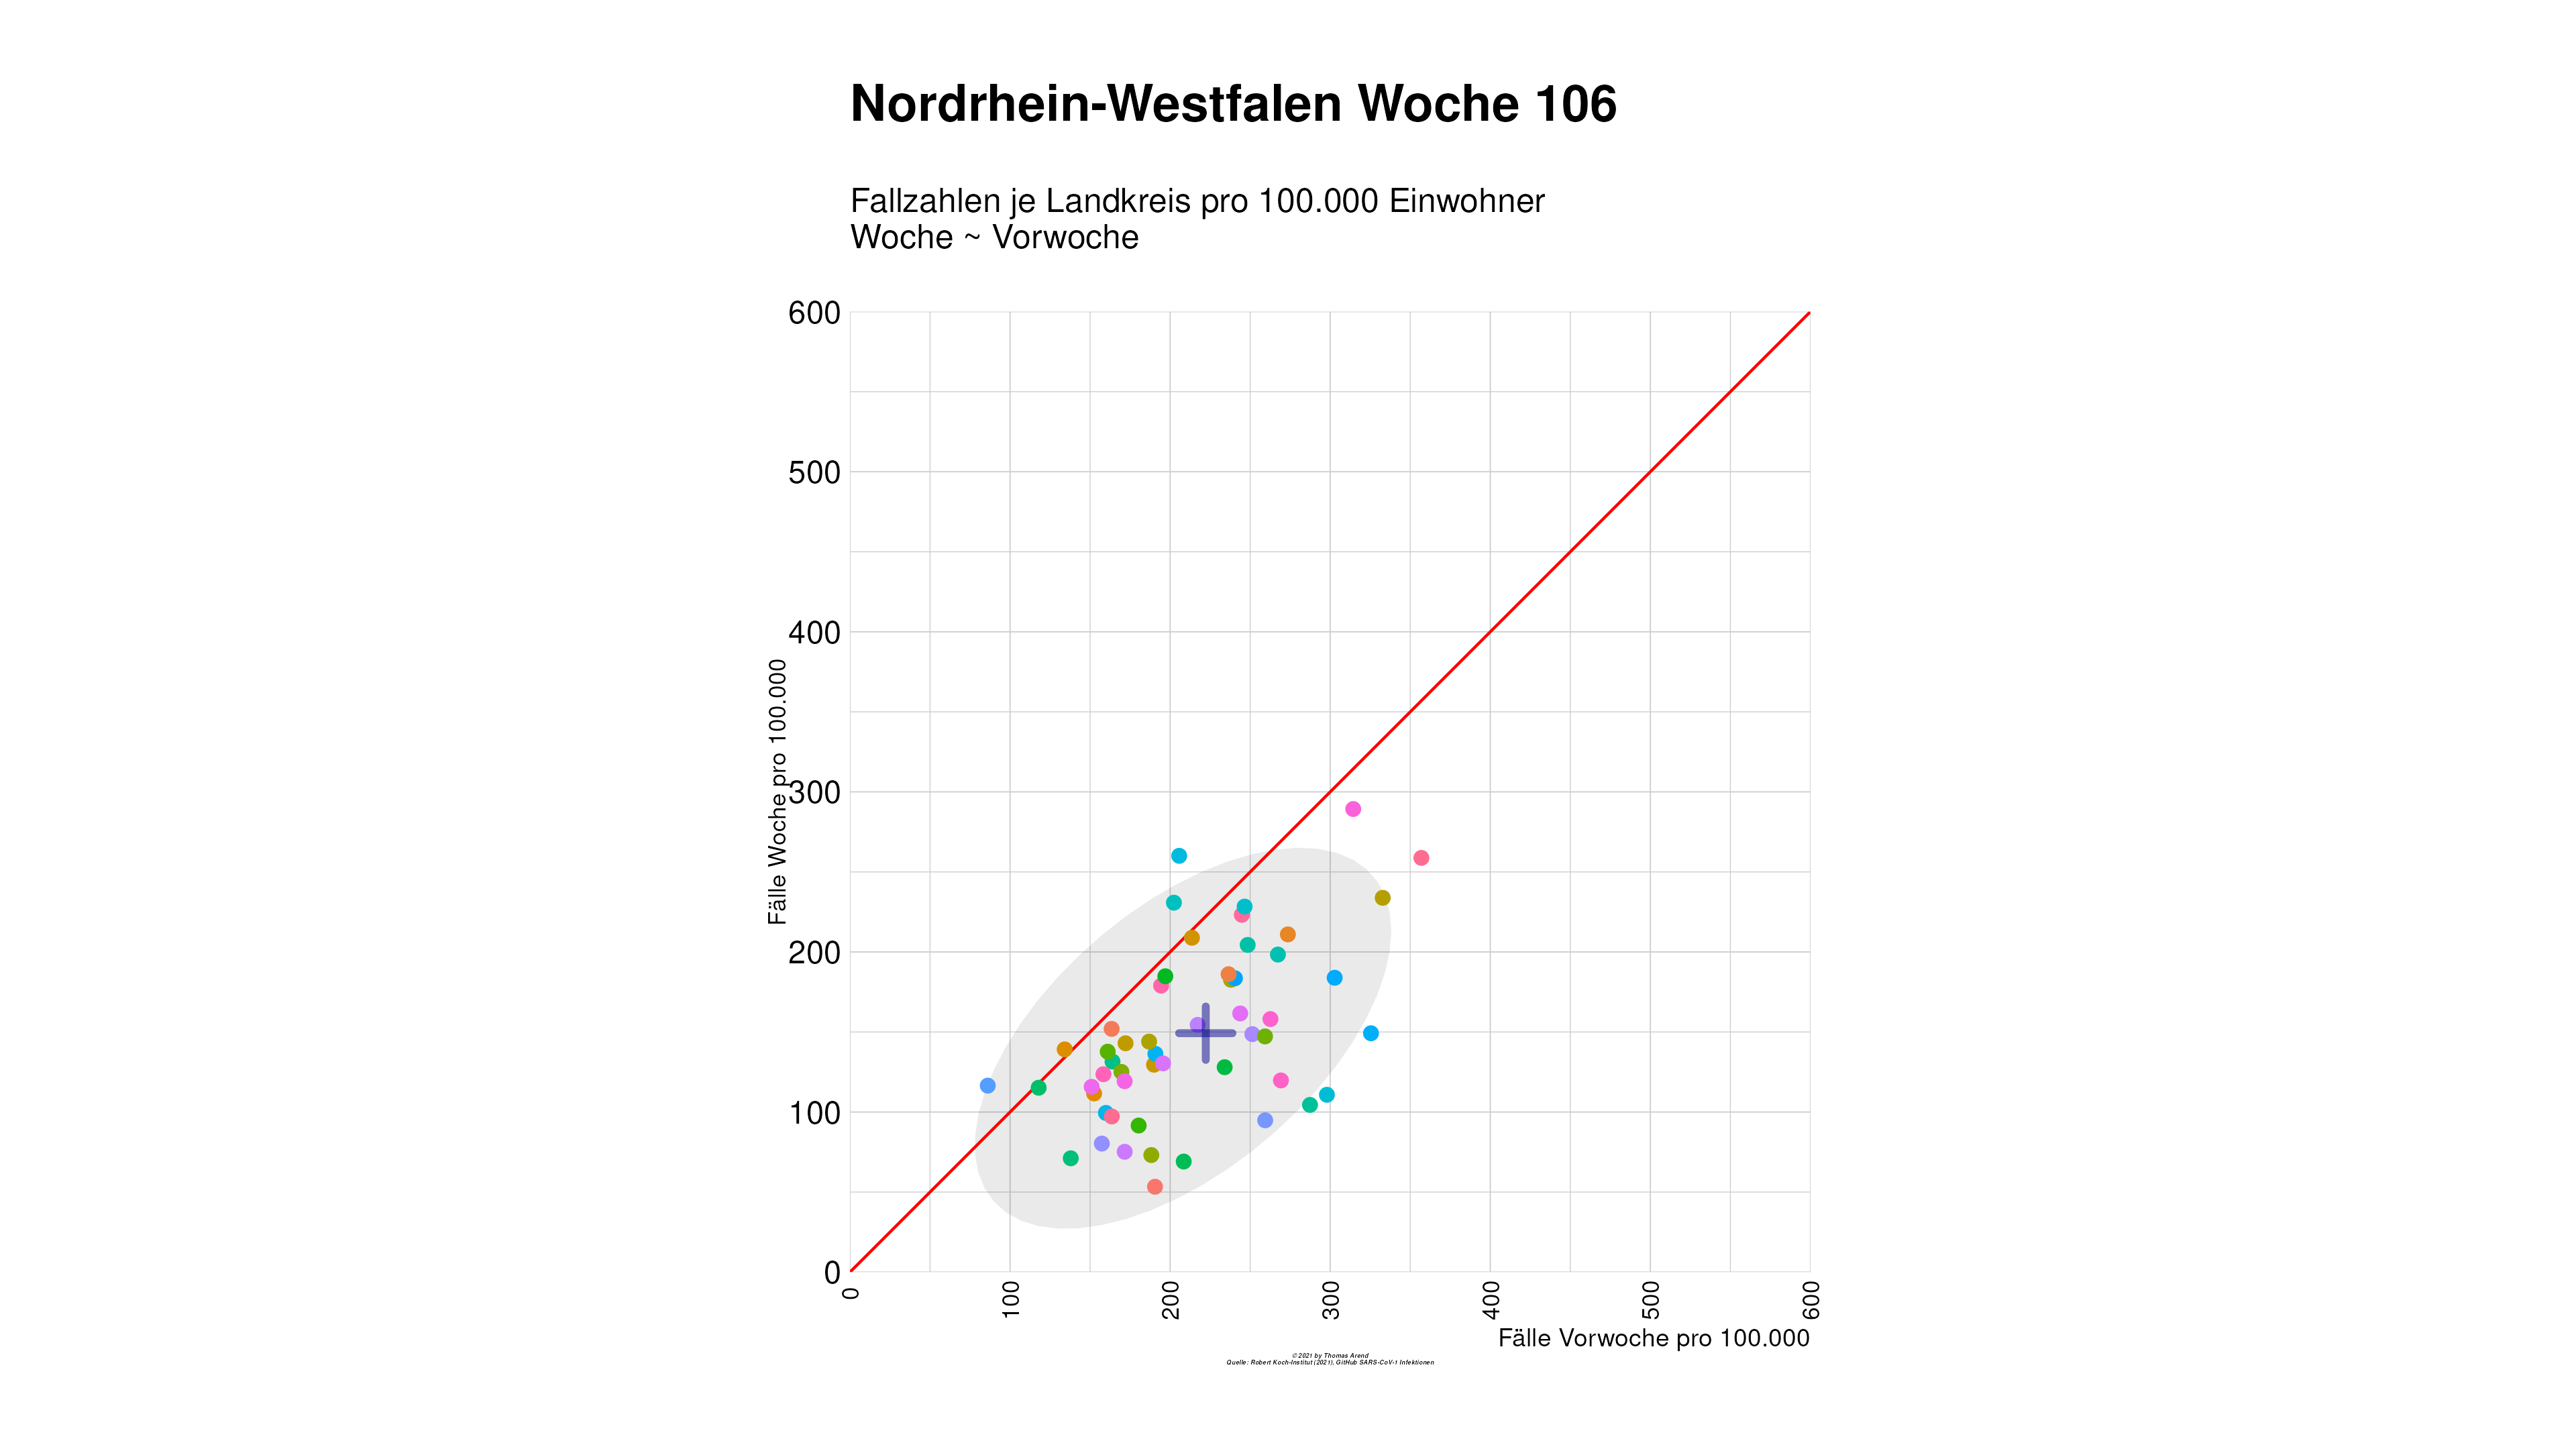 Nordrhein-Westfalen Woche 106
Fallzahlen je Landkreis pro 100.000 Einwohner
Woche ~ Vorwoche
600
500
400
300
200
100
0
Fälle Woche pro 100.000
0
100
200
300
400
500
600
Fälle Vorwoche pro 100.000
© 2021 by Thomas Arend
Quelle: Robert Koch-Institut (2021), GitHub SARS-CoV-1 Infektionen